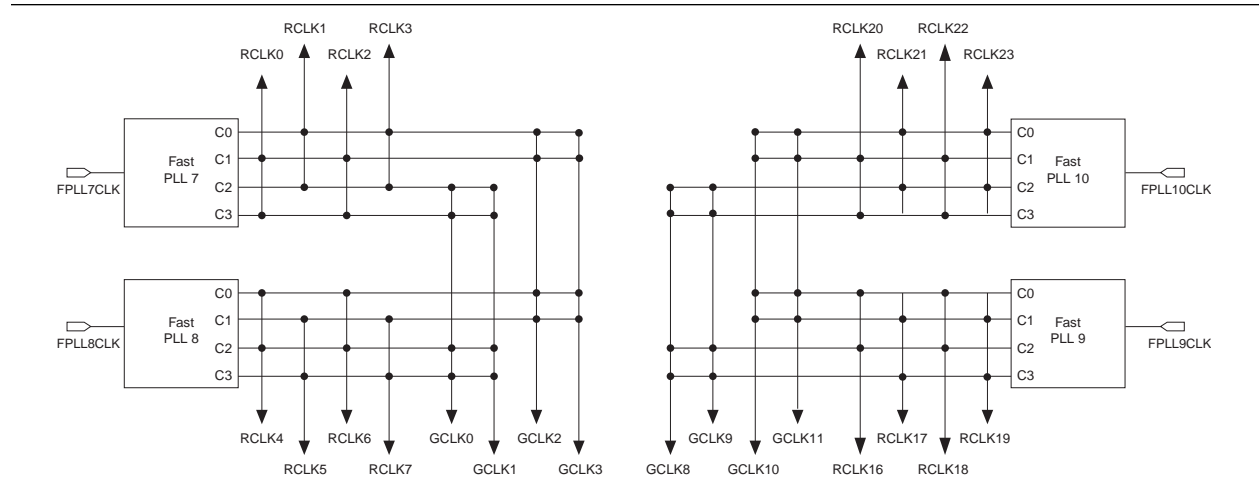 RCLK1 RCLK3 RCLK20 RCLK22
RCLK0 RCLK2 RCLK21 RCLK23
C0 C0
Fast C1 C1 Fast
PLL 7 PLL 10
FPLL7CLK C2 C2 FPLL10CLK
C3 C3
C0 C0
Fast C1 C1 Fast
PLL 8 PLL 9
FPLL8CLK C2 C2 FPLL9CLK
C3 C3
RCLK4 RCLK6 GCLK0 GCLK2 GCLK9 GCLK11 RCLK17 RCLK19
RCLK5 RCLK7 GCLK1 GCLK3 GCLK8 GCLK10 RCLK16 RCLK18